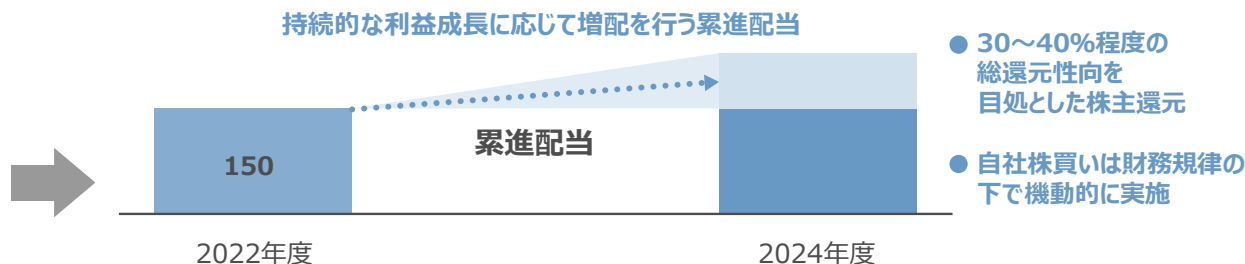 持続的な利益成長に応じて増配を行う累進配当
150
累進配当
2022年度
2024年度
● 30～40%程度の
総還元性向を
目処とした株主還元
● 自社株買いは財務規律の
下で機動的に実施